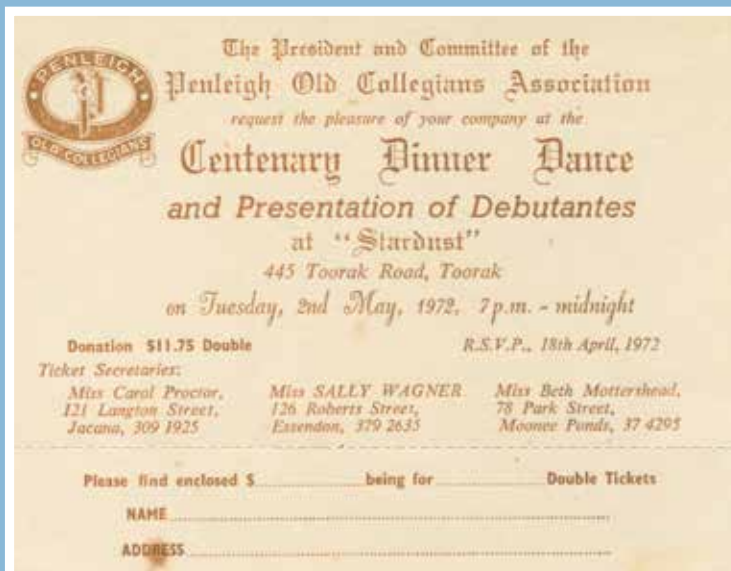 PENLEIGH
OLD COLLEGIANS
The President and Committee of the
Penleigh Old Collegians Association
request the pleasure of your company at the
Centenary Dinner Dance
and Presentation of Debutantes
at "Stardust"
445 Toorak Road, Toorak
on Tuesday, 2nd May, 1972, 7 p.m. - midnight
Donation $11.75 Double R.S.V.P., 18th April, 1972
Ticket Secretaries:
Miss Carol Proctor, Miss SALLY WAGNER Miss Beth Mottershead,
121 Langton Street, 126 Roberts Street, 78 Park Street,
Jacana, 309 1925 Essendon, 379 2635 Moonee Ponds, 37 4295
Please find enclosed $ being for Double Tickets
NAME
ADDRESS